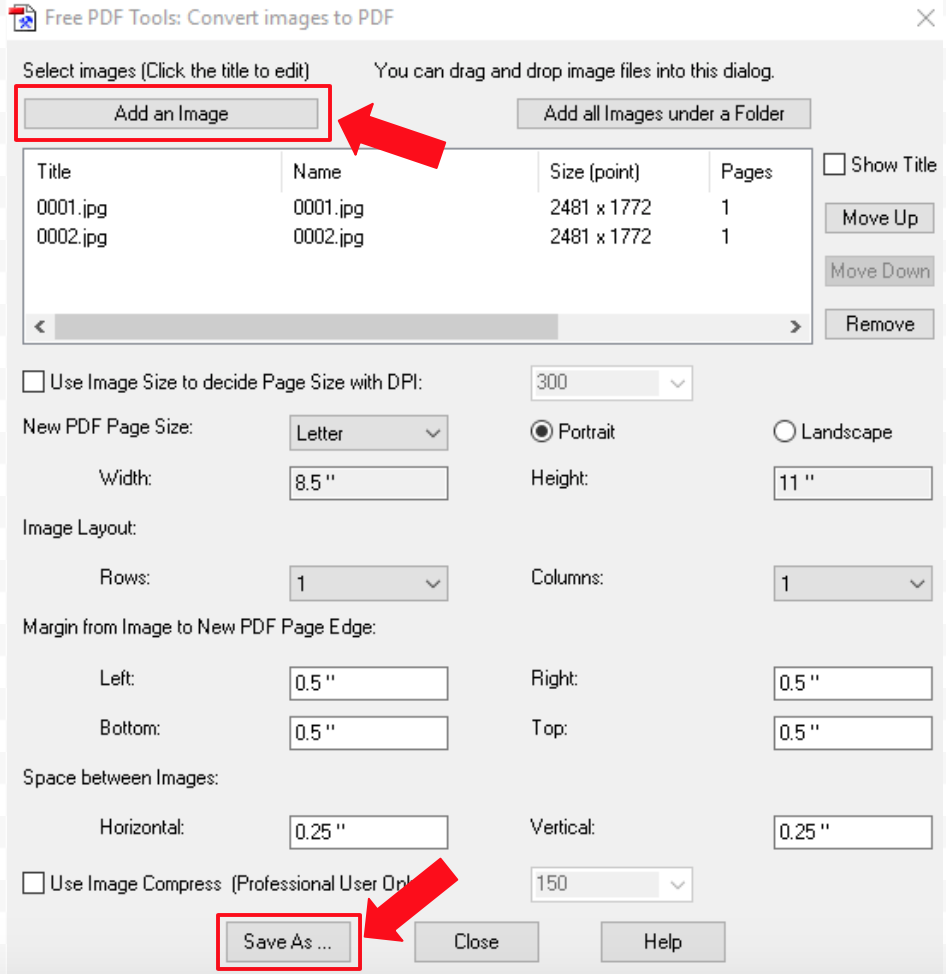 Free PDF Tools: Convert images to PDF
Select images (Click the title to edit) You can drag and drop image files into this dialog.
Add an Image Add all Images under a Folder
Title Name Size (point) Pages Show Title
0001.jpg 0001.jpg 2481 x 1772 1
0002.jpg 0002.jpg 2481 x 1772 1
Move Up
Move Down
Remove
Use Image Size to decide Page Size with DPI: 300
New PDF Page Size: Letter Portrait Landscape
Width: 8.5 " Height: 11 "
Image Layout:
Rows: 1 Columns: 1
Margin from Image to New PDF Page Edge:
Left: 0.5 " Right: 0.5 "
Bottom: 0.5 " Top: 0.5 "
Space between Images:
Horizontal: 0.25 " Vertical: 0.25 "
Use Image Compress (Professional User 150
Save As ... Close Help